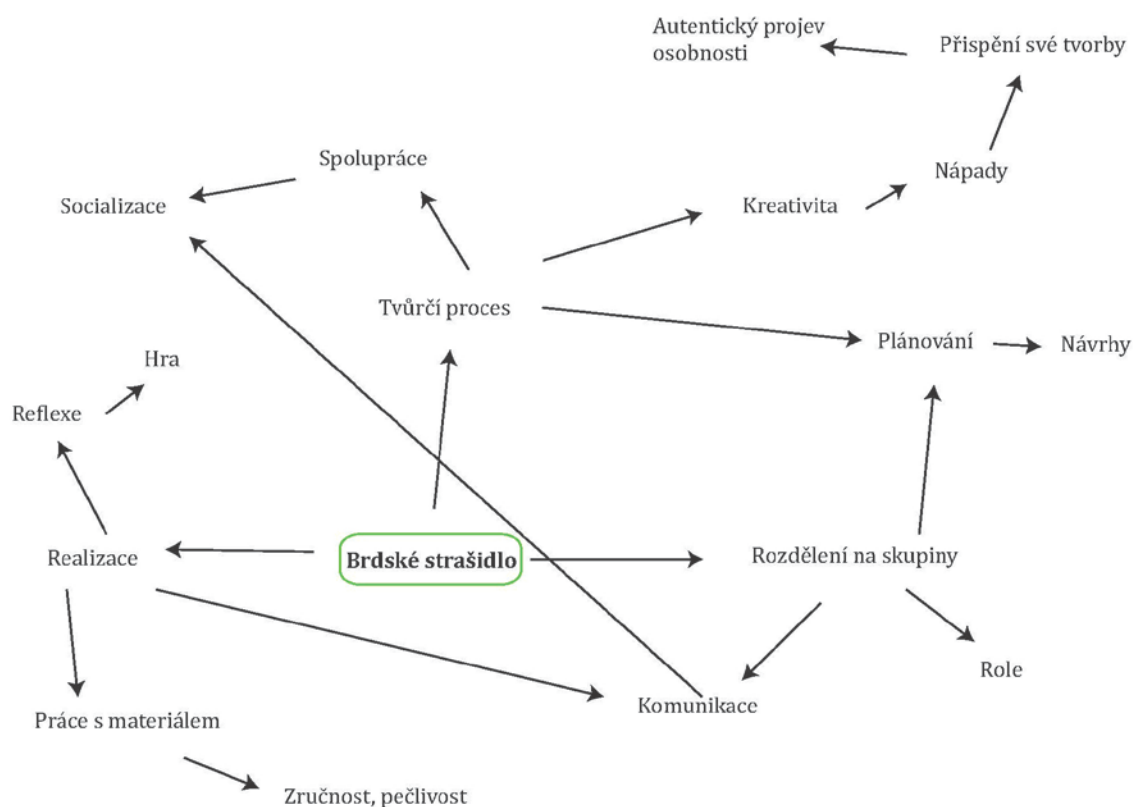 Autentický projev
osobnosti
Přispění své tvorby
Spolupráce
Nápady
Socializace
Kreativita
Tvůrčí proces
Plánování
Návrhy
Hra
Reflexe
Realizace
Brdské strašidlo
Rozdělení na skupiny
Role
Komunikace
Práce s materiálem
Zručnost, pečlivost